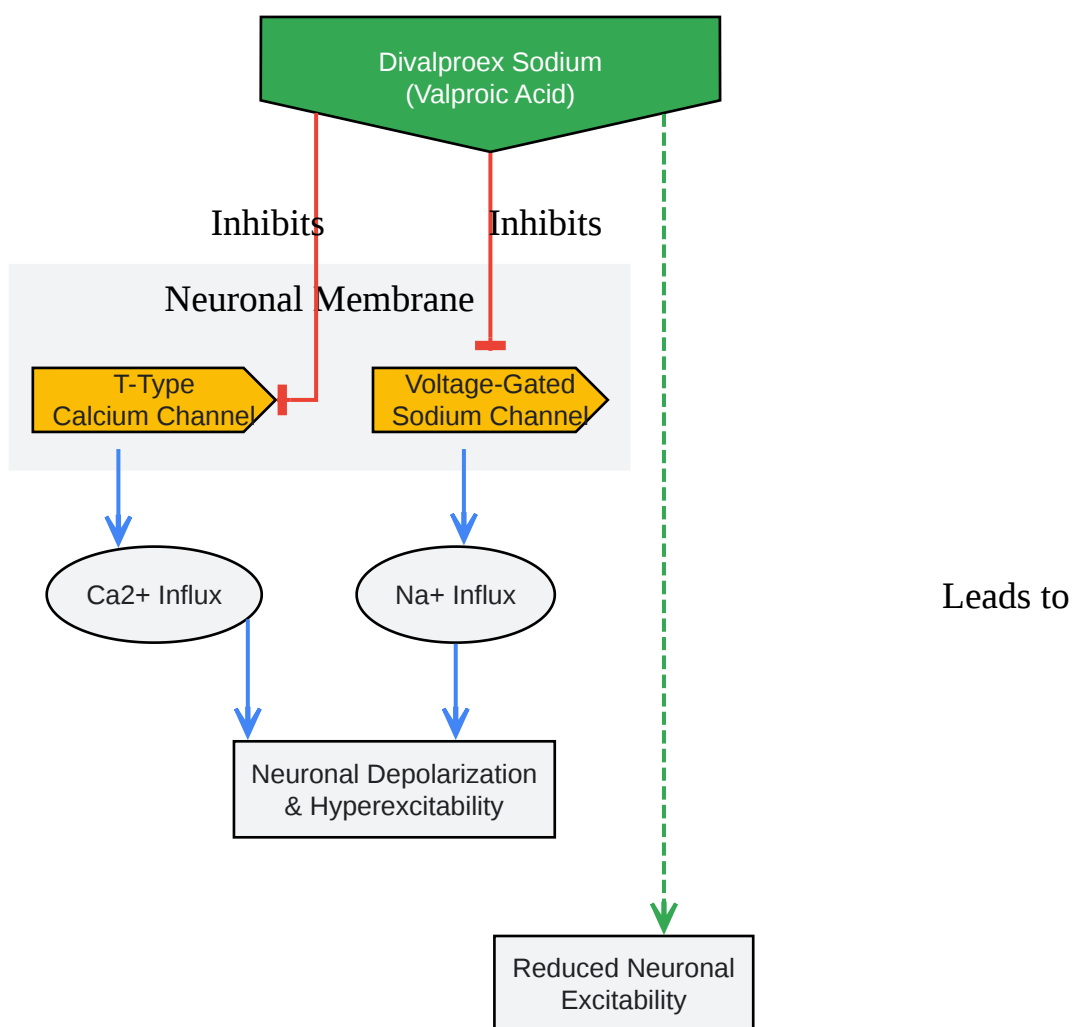 Divalproex Sodium
(Valproic Acid)
Inhibits
Inhibits
Neuronal Membrane
T-Type
Calcium Channel
Voltage-Gated
Sodium Channel
Ca2+ Influx
Na+ Influx
Leads to
Neuronal Depolarization
& Hyperexcitability
Reduced Neuronal
Excitability